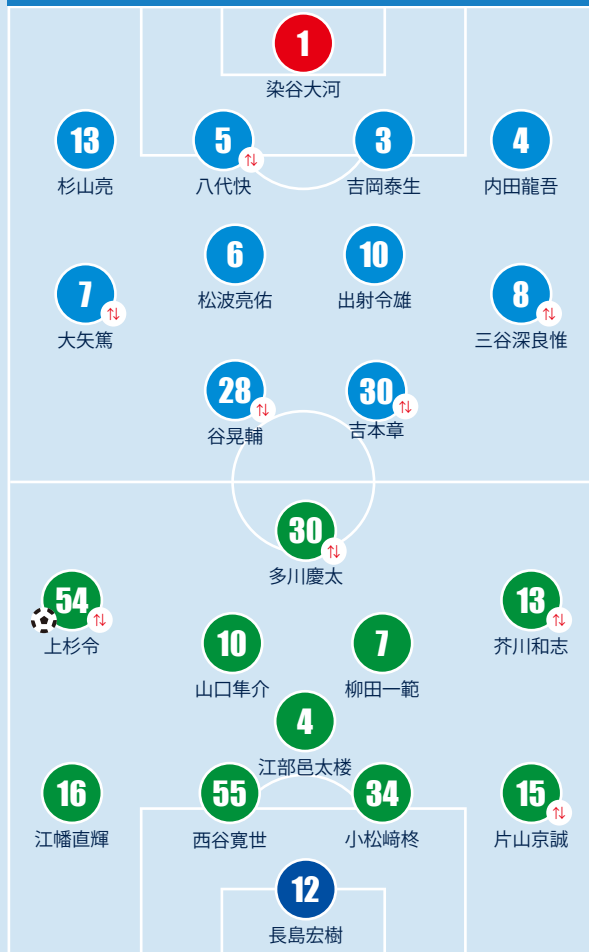 1
染谷大河
13
杉山亮
5
八代快
3
吉岡泰生
4
内田龍吾
6
松波亮佑
10
出射令雄
7
大矢篤
8
三谷深良惟
28
谷晃輔
30
吉本章
30
多川慶太
54
上杉令
13
芥川和志
10
山口隼介
7
柳田一範
4
江部邑太楼
16
江幡直輝
55
西谷寛世
34
小松﨑柊
15
片山京誠
12
長島宏樹